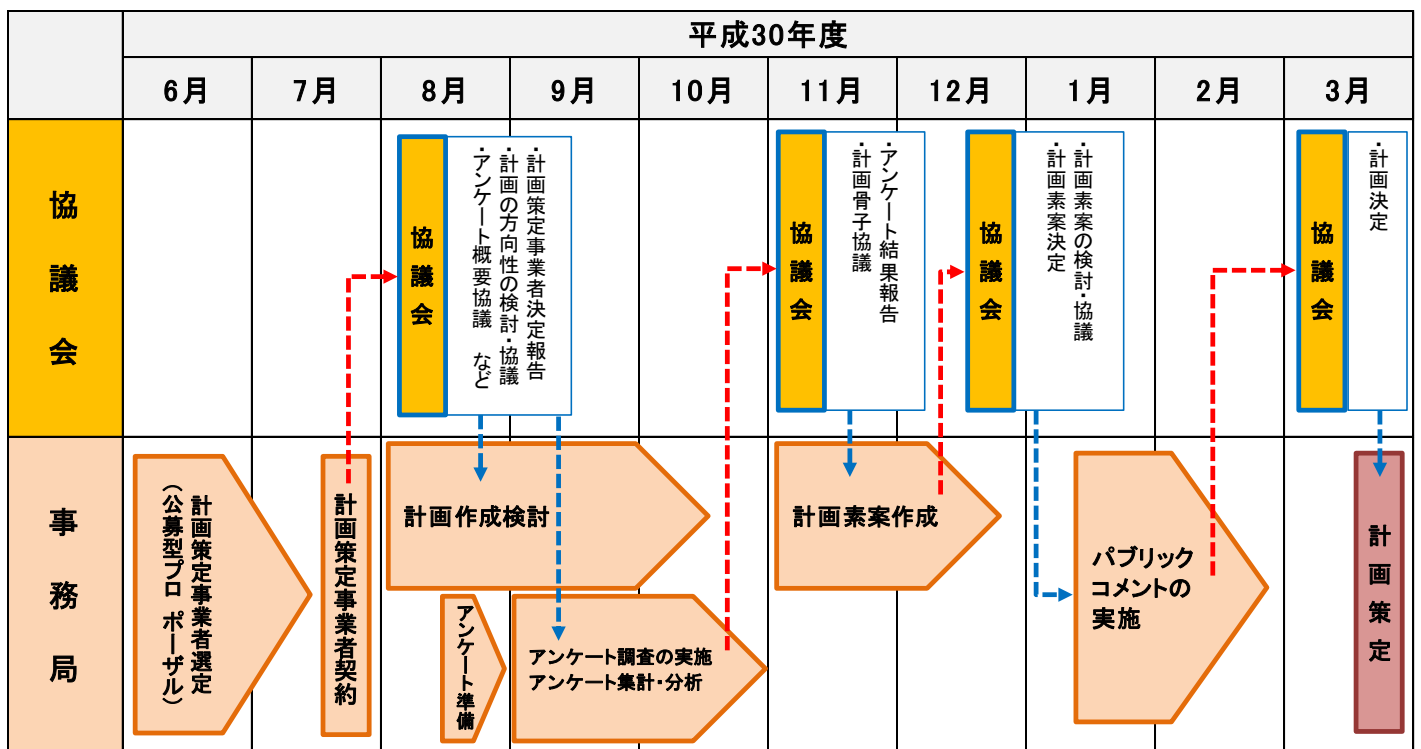 平成30年度
6月
7月
8月
9月
10月
11月
12月
1月
2月
3月
協議会
協議会
・計画策定事業者決定報告
・計画の方向性の検討・協議
・アンケート概要協議 など
協議会
・アンケート結果報告
・計画骨子協議
協議会
・計画素案の検討・協議
・計画素案決定
協議会
・計画決定
事務局
計画策定事業者選定
（公募型プロ ポーザル）
計画策定事業者契約
計画作成検討
アンケート準備
アンケート調査の実施
アンケート集計・分析
計画素案作成
パブリック
コメントの
実施
計画策定